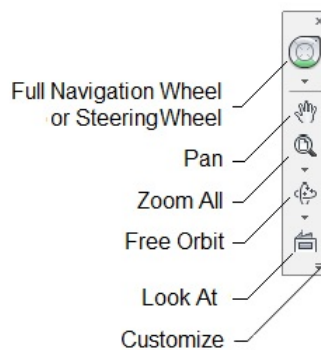 Full Navigation Wheel
or SteeringWheel
Pan
Zoom All
Free Orbit
Look At
Customize